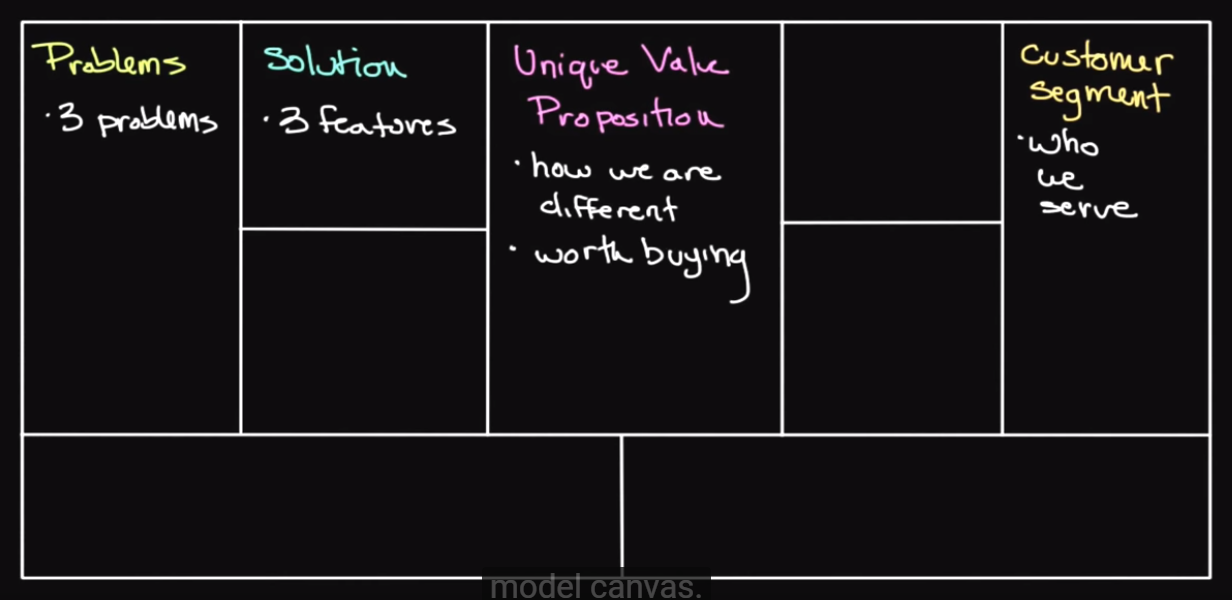 Problems
· 3 problems
Solution
· 3 features
Unique Value
Proposition
· how we are
different
· worth buying
Customer
Segment
· who
we
serve
model canvas.